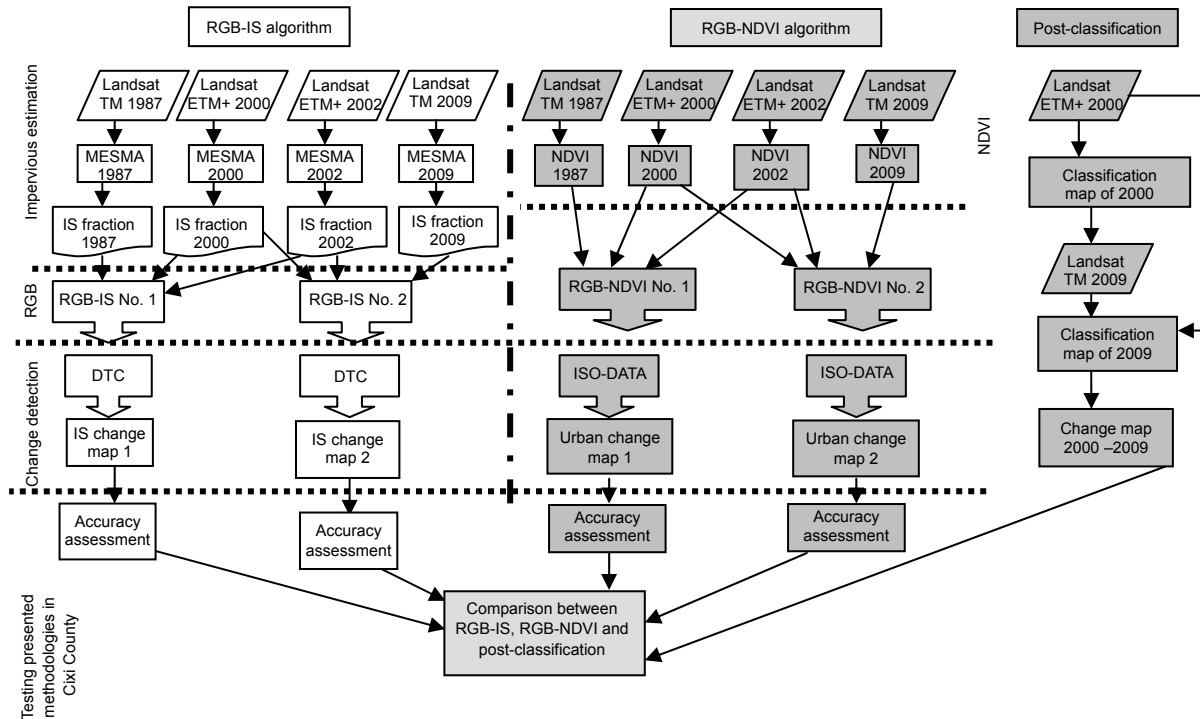 RGB-IS algorithm
RGB-NDVI algorithm
Post-classification
Impervious estimation
Landsat
TM 1987
Landsat
ETM+ 2000
Landsat
ETM+ 2002
Landsat
TM 2009
Landsat
TM 1987
Landsat
ETM+ 2000
Landsat
ETM+ 2002
Landsat
TM 2009
NDVI
Landsat
ETM+ 2000
MESMA
1987
MESMA
2000
MESMA
2002
MESMA
2009
NDVI
1987
NDVI
2000
NDVI
2002
NDVI
2009
Classification
map of 2000
IS fraction
1987
IS fraction
2000
IS fraction
2002
IS fraction
2009
Landsat
TM 2009
RGB
RGB-IS No. 1
RGB-IS No. 2
RGB-NDVI No. 1
RGB-NDVI No. 2
Classification
map of 2009
Change detection
DTC
DTC
ISO-DATA
ISO-DATA
IS change
map 1
IS change
map 2
Urban change
map 1
Urban change
map 2
Change map
2000 –2009
Accuracy
assessment
Accuracy
assessment
Accuracy
assessment
Accuracy
assessment
Testing presented
methodologies in
Cixi County
Comparison between
RGB-IS, RGB-NDVI and
post-classification